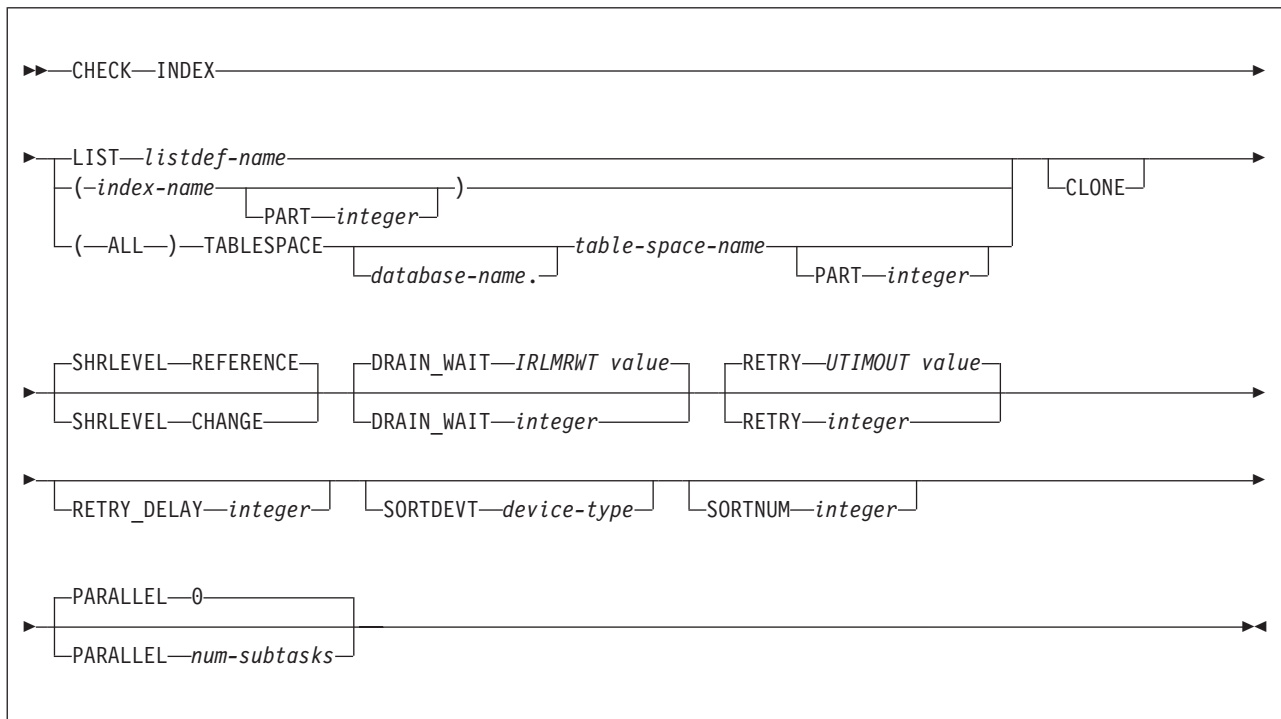 CHECK INDEX
LIST listdef-name
( index-name )
PART integer
( ALL ) TABLESPACE table-space-name
database-name. PART integer
CLONE
SHRLEVEL REFERENCE DRAIN_WAIT IRLMRWT value RETRY UTIMOUT value
SHRLEVEL CHANGE DRAIN_WAIT integer RETRY integer
RETRY_DELAY integer SORTDEVT device-type SORTNUM integer
PARALLEL 0
PARALLEL num-subtasks